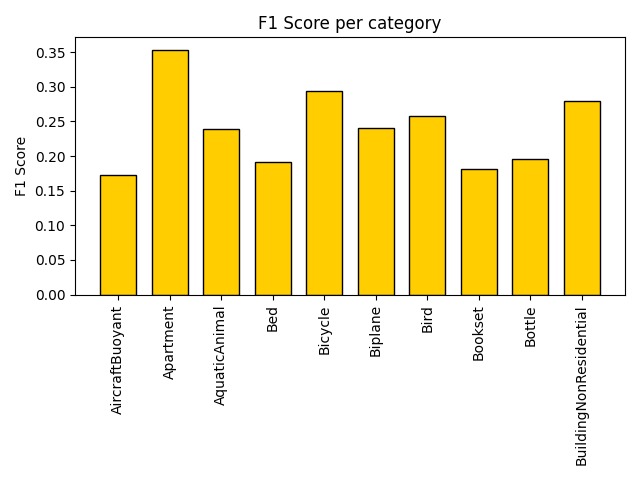 F1 Score per category
F1 Score
0.35
0.30
0.25
0.20
0.15
0.10
0.05
0.00
AircraftBuoyant
Apartment
AquaticAnimal
Bed
Bicycle
Biplane
Bird
Bookset
Bottle
BuildingNonResidential